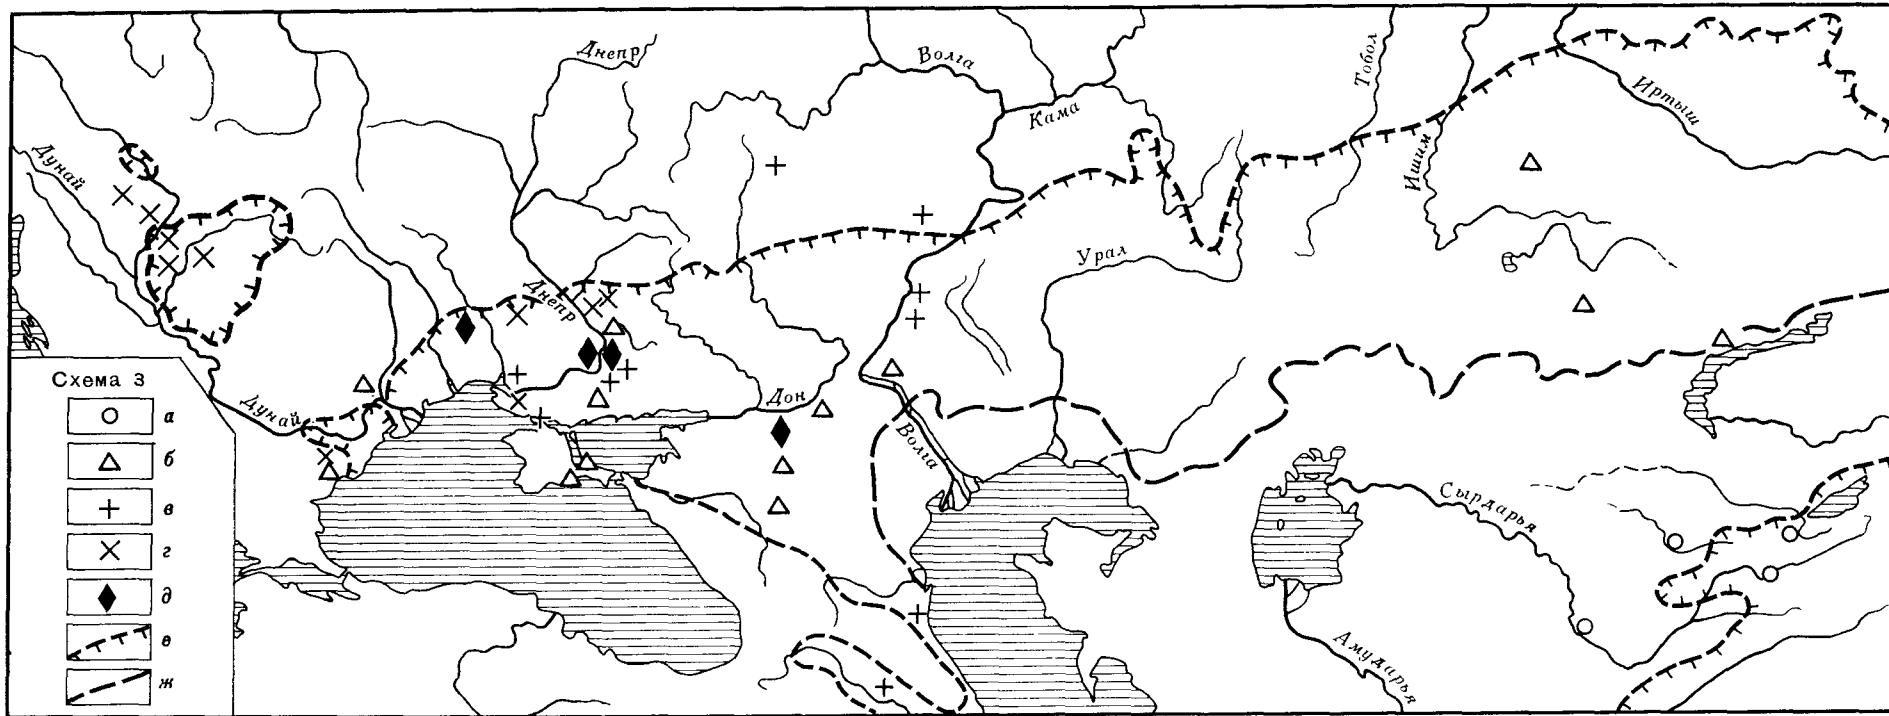 Днепр
Волга
Тобол
Иртыш
Кама
Дунай
Ишим
Урал
Днепр
Схема 3
Дунай
Дон
Волга
а
б
в
г
д
е
ж
Сырдарья
Амударья